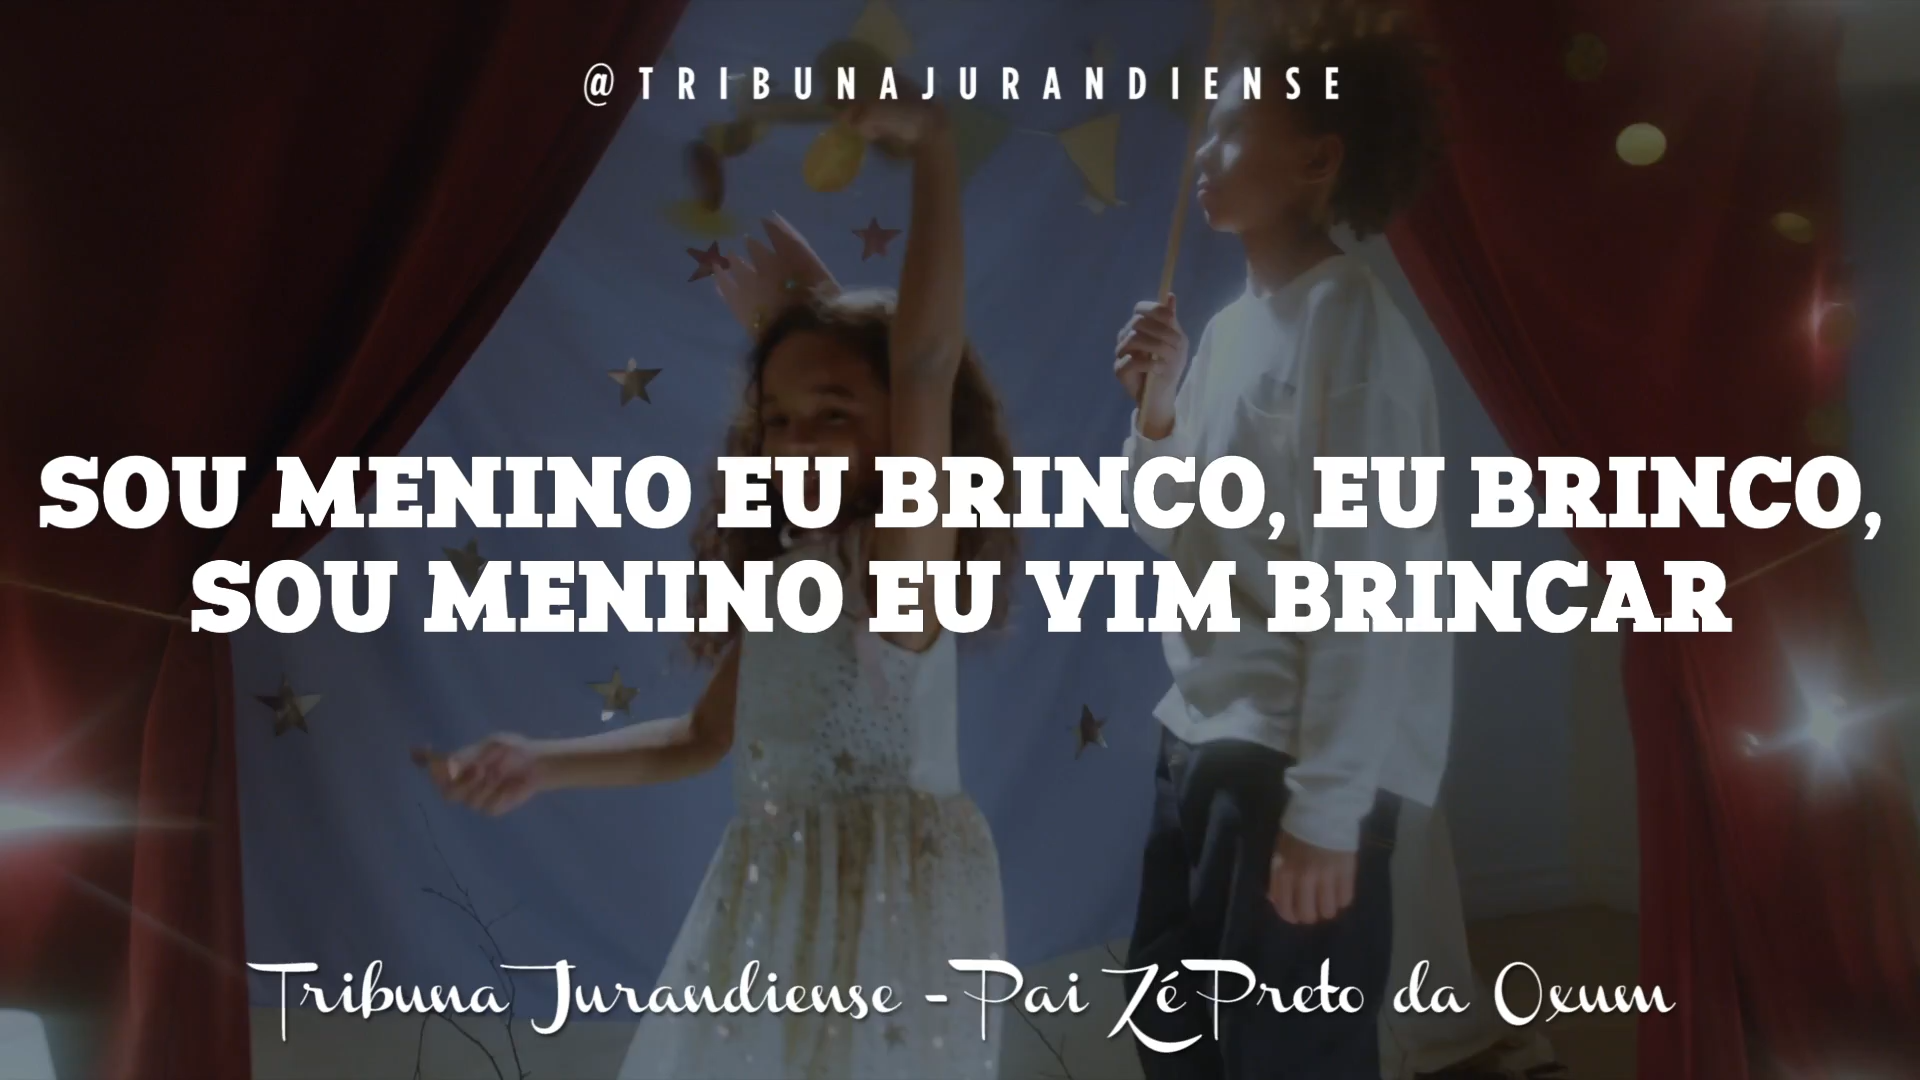 @TRIBUNAJURANDIENSE
SOU MENINO EU BRINCO, EU BRINCO,
SOU MENINO EU VIM BRINCAR
Tribuna Jurandiense - Pai Zé Preto da Oxum